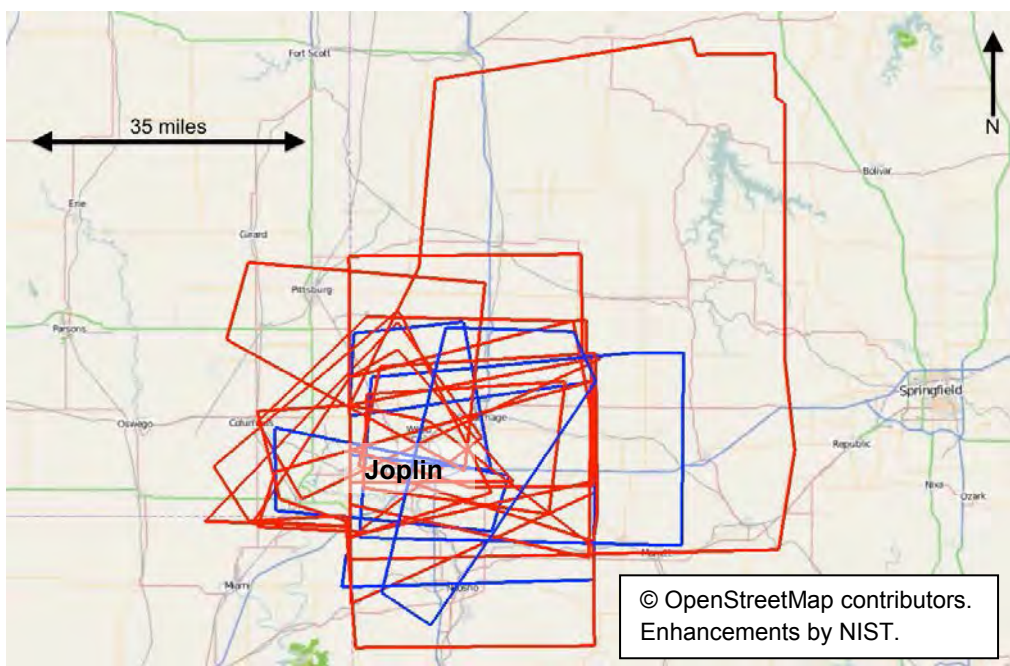 Fort Scott
N
35 miles
Bolivar
Erie
Girard
Pittsburg
Parsons
Springfield
Oswego
Columbus
Republic
Joplin
Nixa
Ozark
Miami
Neosho
© OpenStreetMap contributors.
Enhancements by NIST.